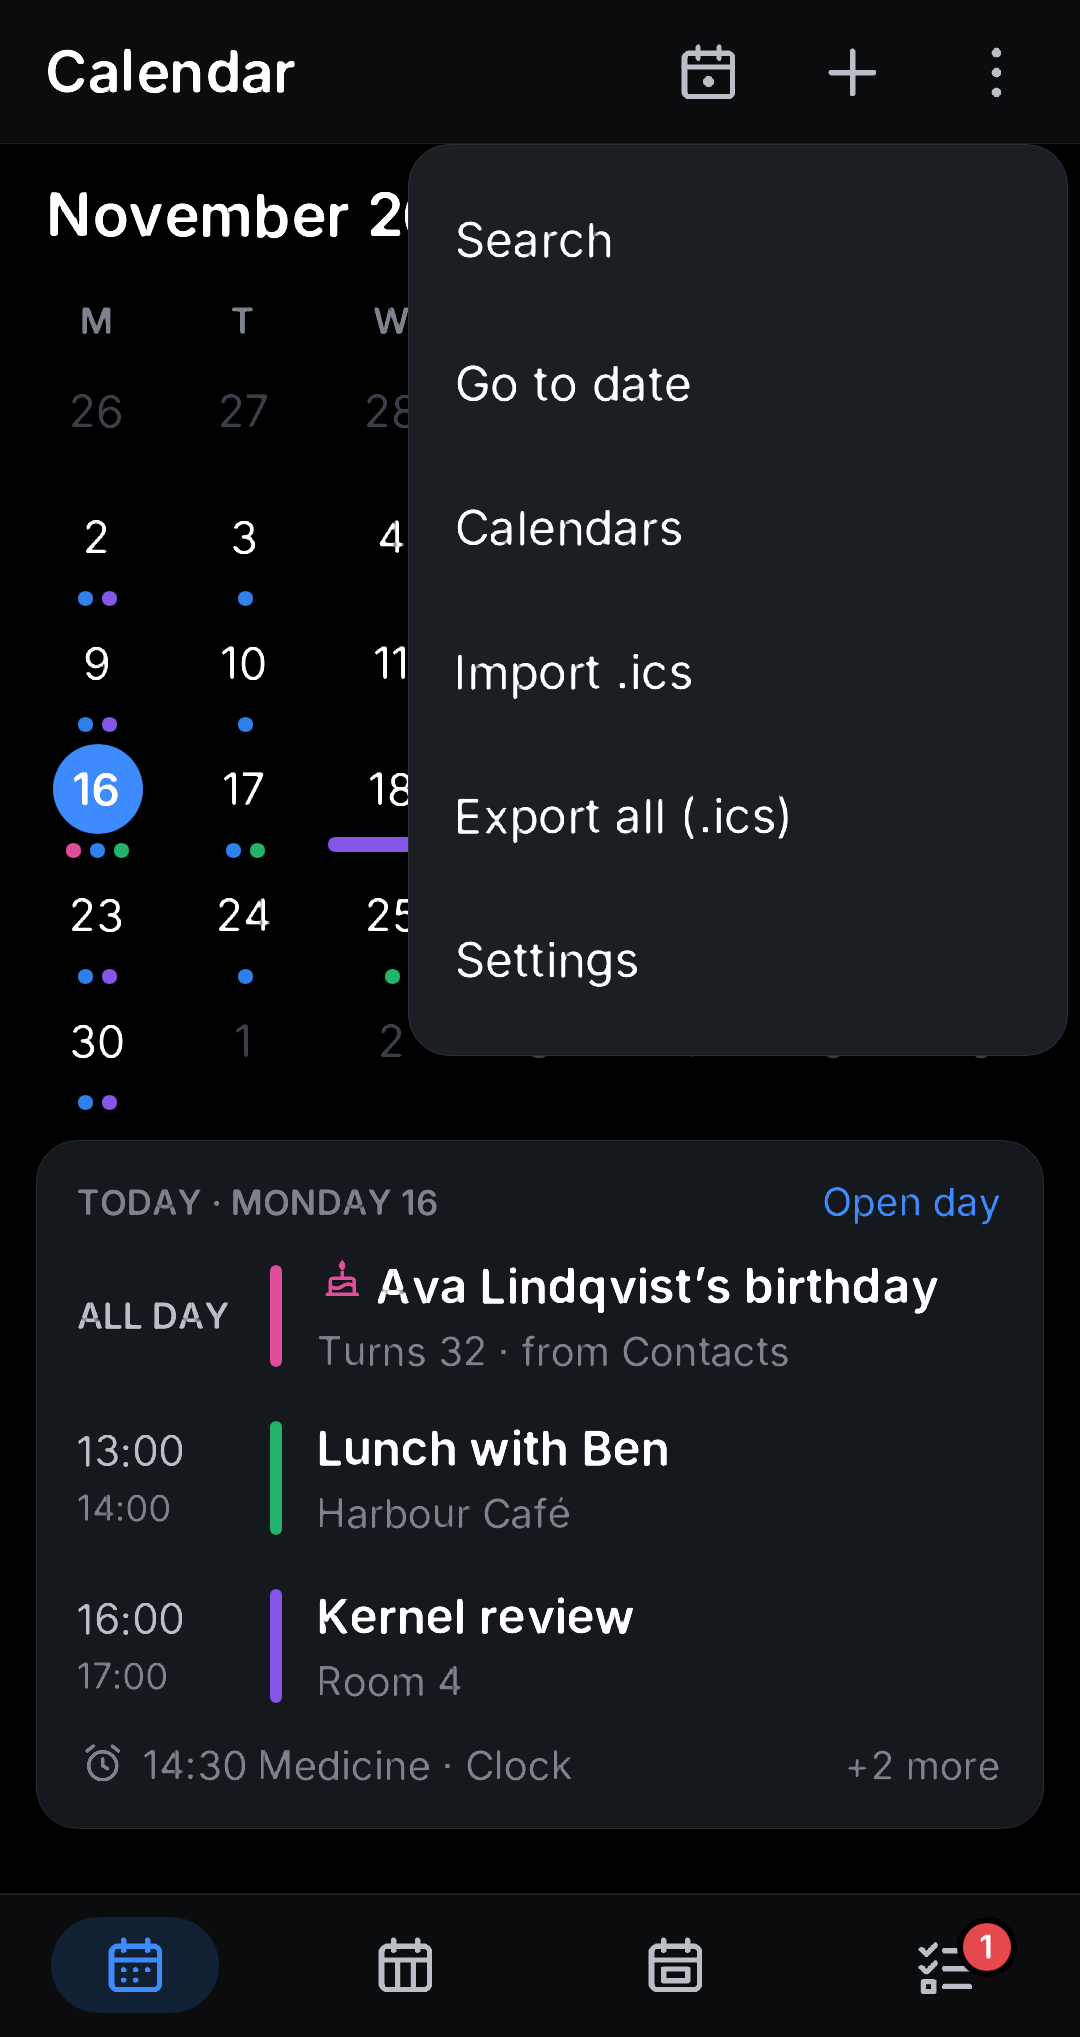 Calendar
November 2
Search
Go to date
Calendars
Import .ics
Export all (.ics)
Settings
M T W
26 27 28
2 3 4
9 10 11
16 17 18
23 24 25
30 1 2
TODAY · MONDAY 16 Open day
ALL DAY Ava Lindqvist’s birthday
Turns 32 · from Contacts
13:00 Lunch with Ben
14:00 Harbour Café
16:00 Kernel review
17:00 Room 4
14:30 Medicine · Clock +2 more
1